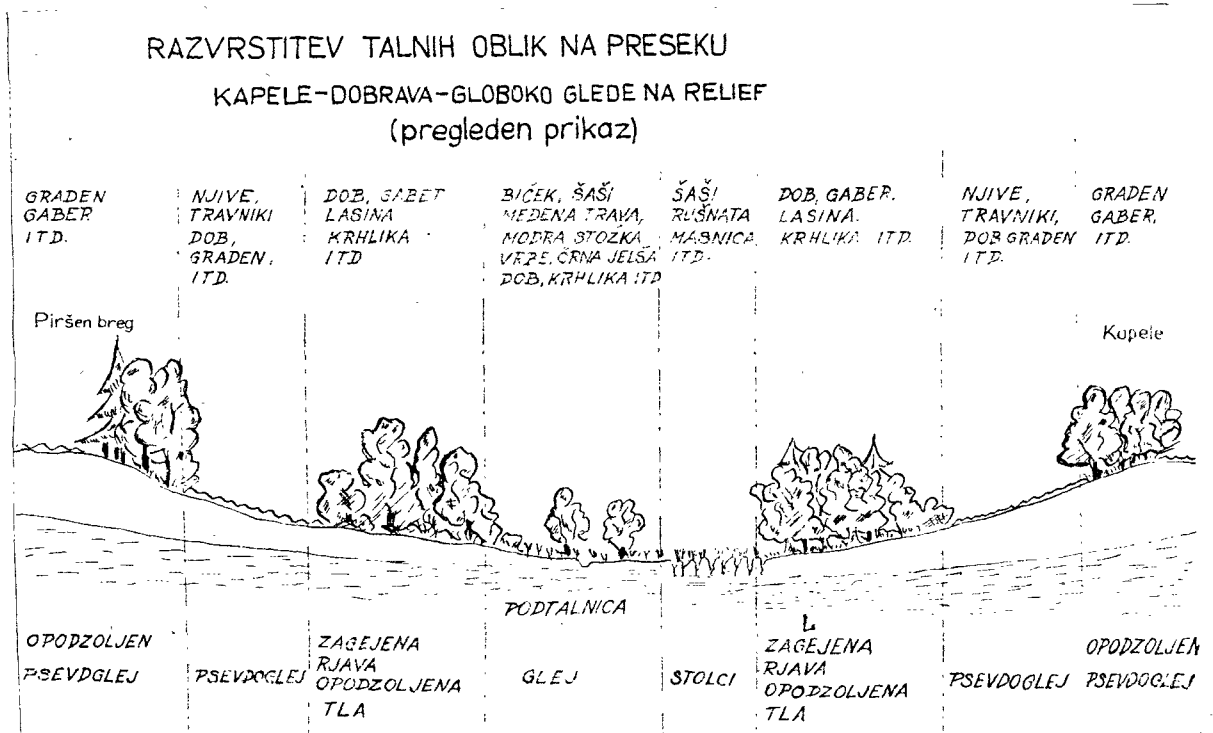 RAZVRSTITEV TALNIH OBLIK NA PRESEKU
KAPELE-DOBRAVA-GLOBOKO GLEDE NA RELIEF
(pregleden prikaz)
GRADEN
GABER
ITD.
NJIVE,
TRAVNIKI
DOB,
GRADEN,
ITD.
DOB, GABER
LASINA
KRHLIKA
ITD
BIČEK, ŠAŠI
MEDENA TRAVA,
MODRA STOŽKA
VRBE, ČRNA JELŠA
DOB, KRHLIKA ITD
ŠAŠI
RUŠNATA
MASNICA
ITD.
DOB, GABER.
LASINA.
KRHLIKA ITD.
NJIVE,
TRAVNIKI,
DOB GRADEN
ITD.
GRADEN
GABER,
ITD.
Piršen breg
Kapele
PODTALNICA
OPODZOLJEN
PSEVDGLEJ
PSEVDOGLEJ
ZAGEJENA
RJAVA
OPODZOLJENA
TLA
GLEJ
STOLCI
L
ZAGEJENA
RJAVA
OPODZOLJENA
TLA
PSEVDOGLEJ
OPODZOLJEN
PSEVDOGLEJ